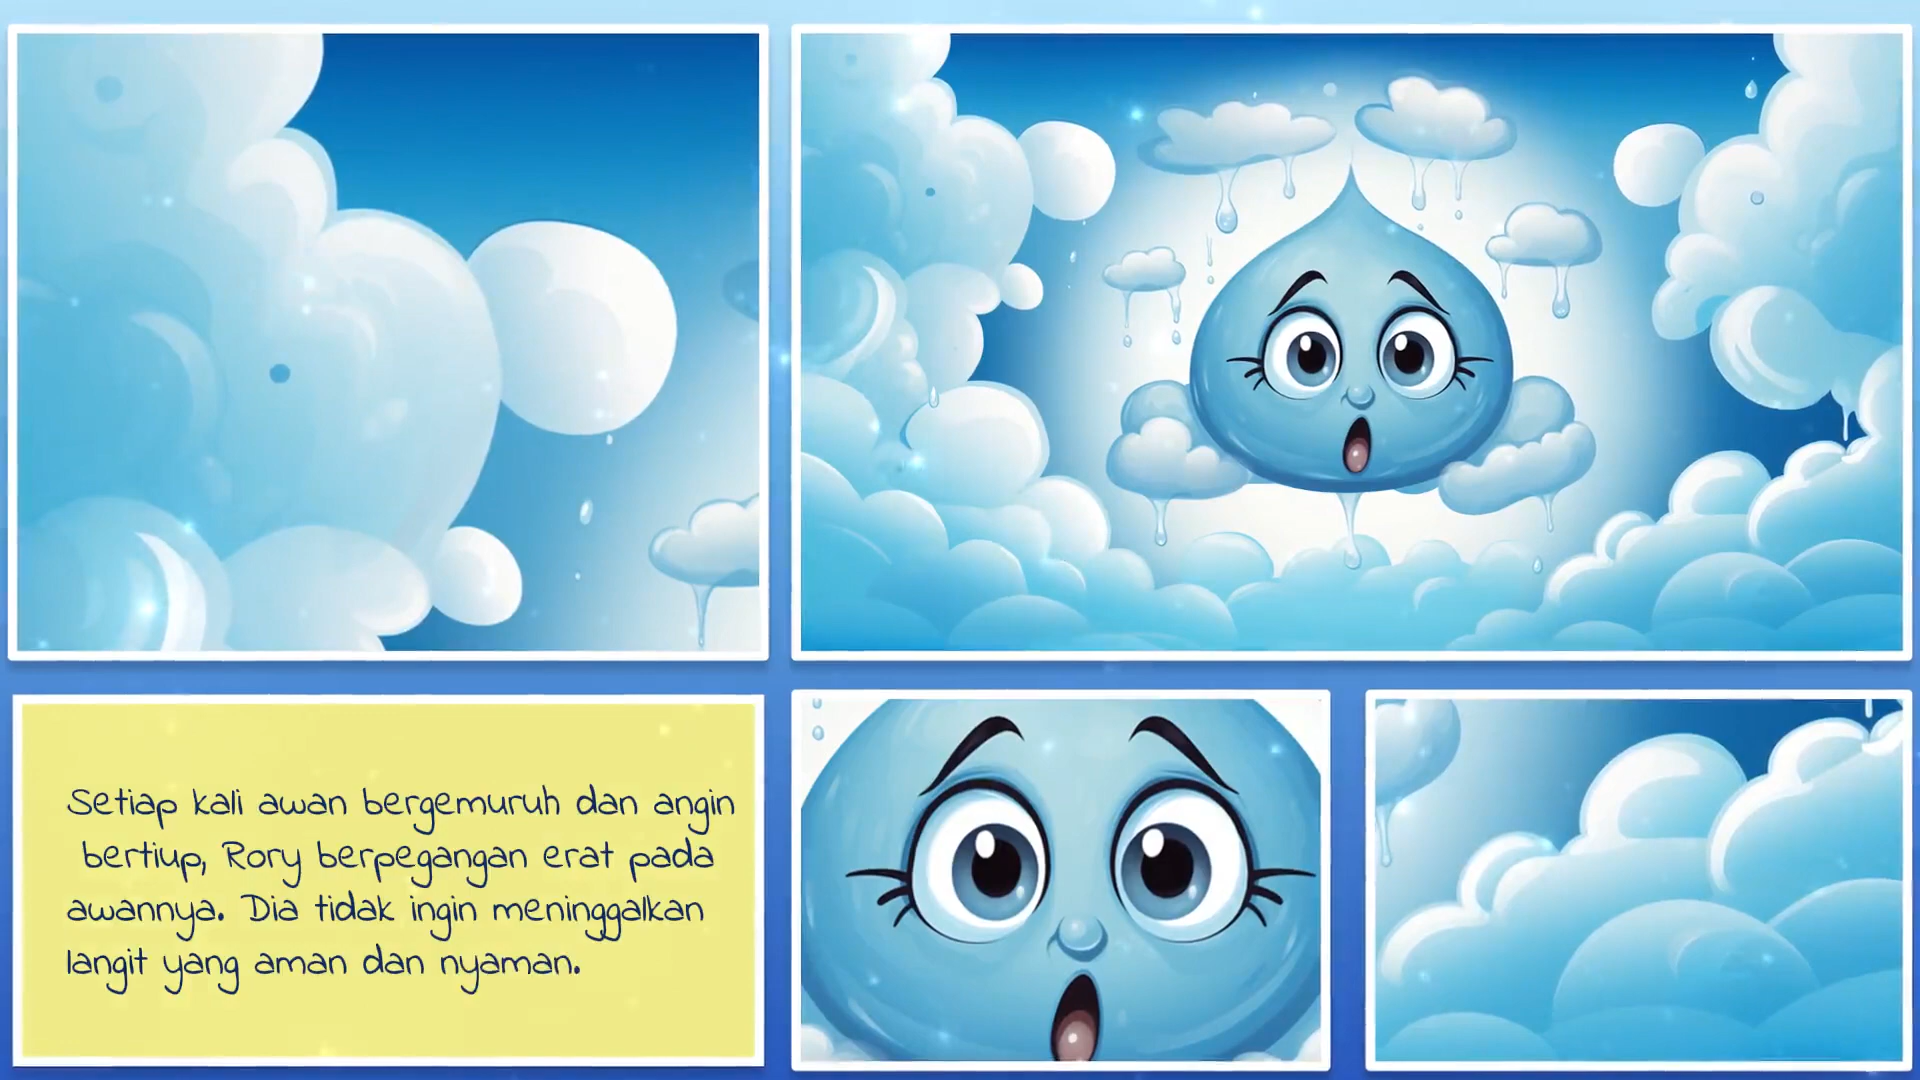 Setiap kali awan bergemuruh dan angin
bertiup, Rory berpegangan erat pada
awannya. Dia tidak ingin meninggalkan
langit yang aman dan nyaman.